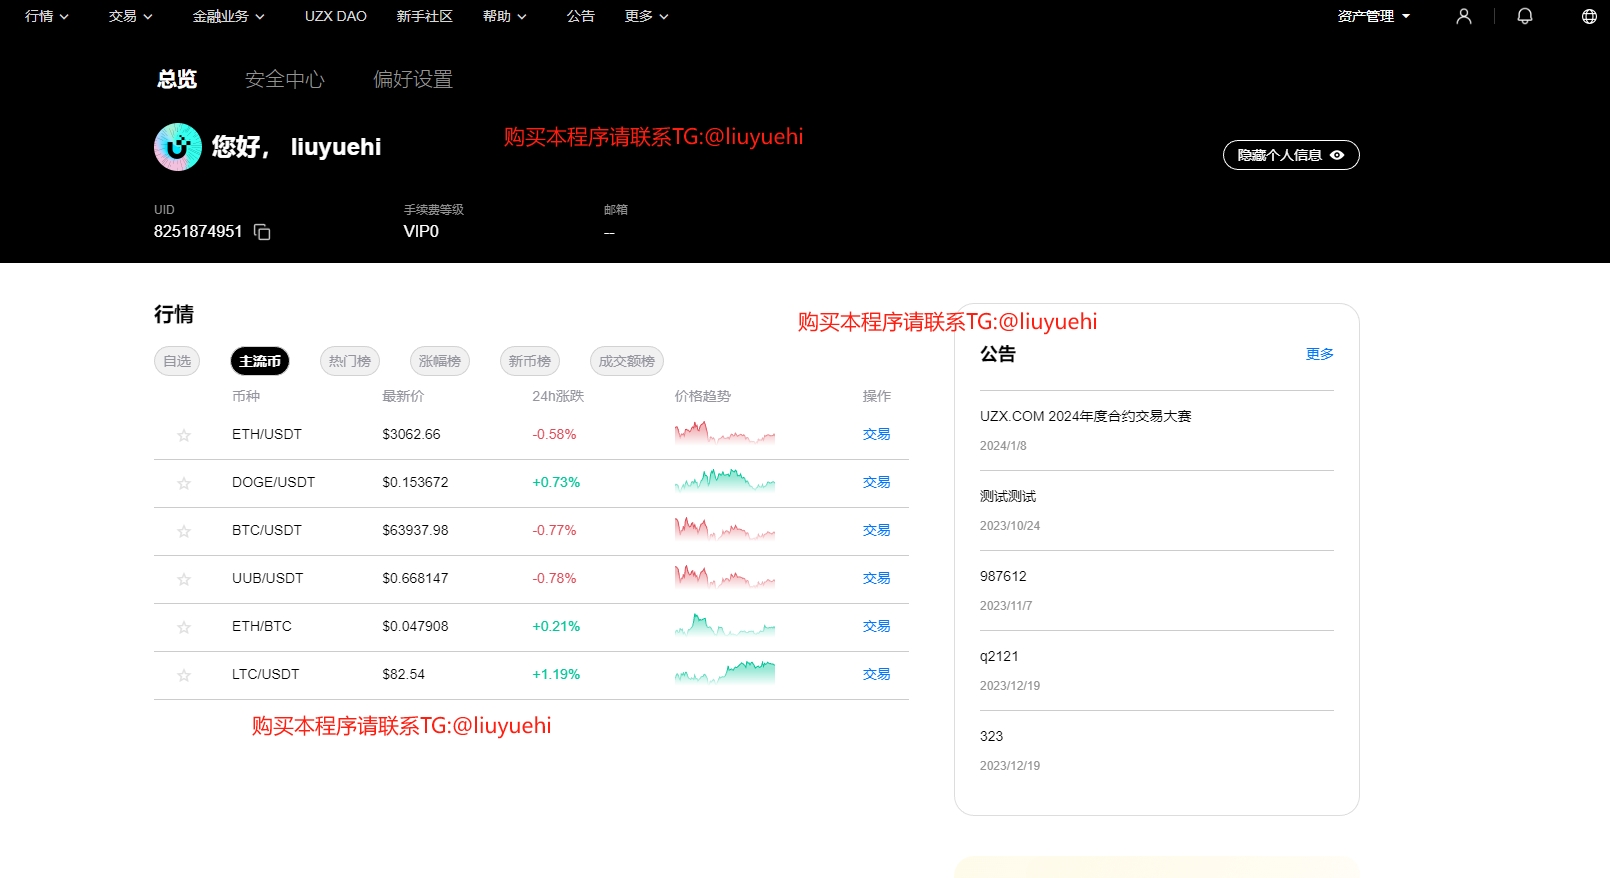 行情 交易 金融业务 UZX DAO 新手社区 帮助 公告 更多 资产管理
总览 安全中心 偏好设置
您好， liuyuehi
购买本程序请联系TG:@liuyuehi
隐藏个人信息
UID 手续费等级 邮箱
8251874951 VIP0 --
行情
购买本程序请联系TG:@liuyuehi
自选 主流币 热门榜 涨幅榜 新币榜 成交额榜
币种 最新价 24h涨跌 价格趋势 操作
ETH/USDT $3062.66 -0.58% 交易
DOGE/USDT $0.153672 +0.73% 交易
BTC/USDT $63937.98 -0.77% 交易
UUB/USDT $0.668147 -0.78% 交易
ETH/BTC $0.047908 +0.21% 交易
LTC/USDT $82.54 +1.19% 交易
购买本程序请联系TG:@liuyuehi
公告 更多
UZX.COM 2024年度合约交易大赛
2024/1/8
测试测试
2023/10/24
987612
2023/11/7
q2121
2023/12/19
323
2023/12/19